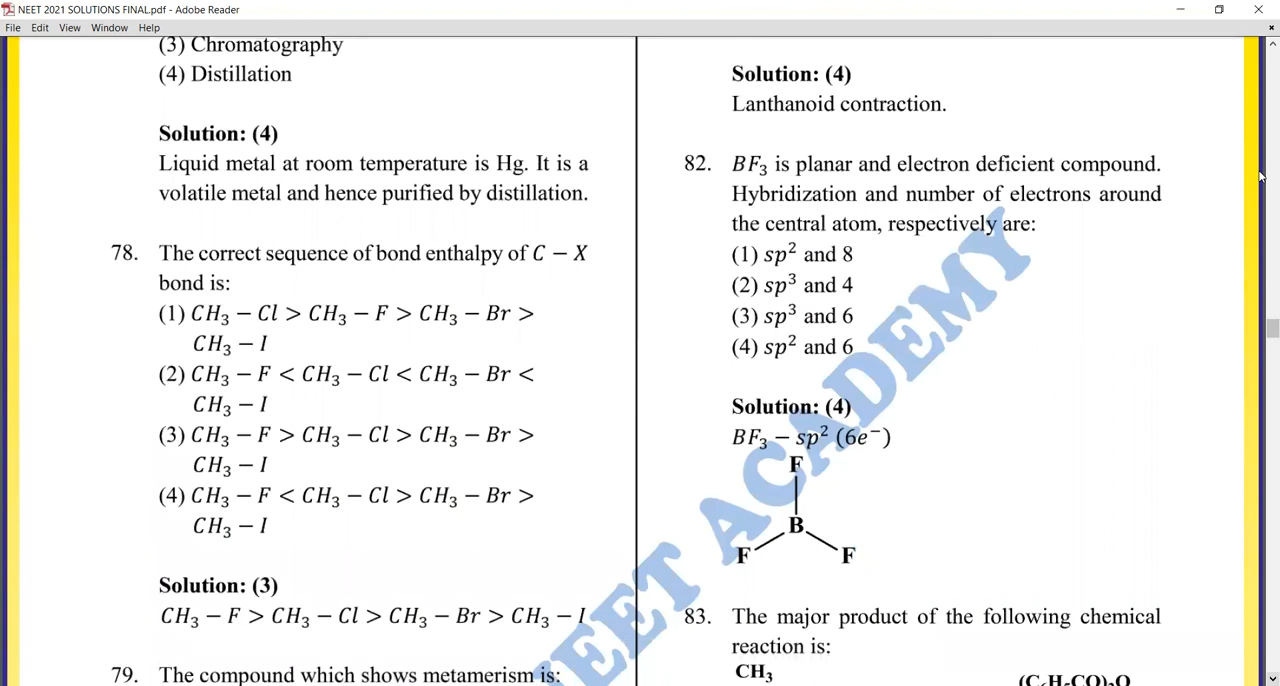 NEET 2021 SOLUTIONS FINAL.pdf - Adobe Reader
File Edit View Window Help
(3) Chromatography
(4) Distillation
Solution: (4)
Liquid metal at room temperature is Hg. It is a
volatile metal and hence purified by distillation.
78. The correct sequence of bond enthalpy of C − X
bond is:
(1) CH₃ − Cl > CH₃ − F > CH₃ − Br >
CH₃ − I
(2) CH₃ − F < CH₃ − Cl < CH₃ − Br <
CH₃ − I
(3) CH₃ − F > CH₃ − Cl > CH₃ − Br >
CH₃ − I
(4) CH₃ − F < CH₃ − Cl > CH₃ − Br >
CH₃ − I
Solution: (3)
CH₃ − F > CH₃ − Cl > CH₃ − Br > CH₃ − I
79. The compound which shows metamerism is:
Solution: (4)
Lanthanoid contraction.
82. BF₃ is planar and electron deficient compound.
Hybridization and number of electrons around
the central atom, respectively are:
(1) sp² and 8
(2) sp³ and 4
(3) sp³ and 6
(4) sp² and 6
Solution: (4)
BF₃ − sp² (6e⁻)
F
B
F F
83. The major product of the following chemical
reaction is:
CH₃
(C₂H₅CO)₂O
NEET ACADEMY